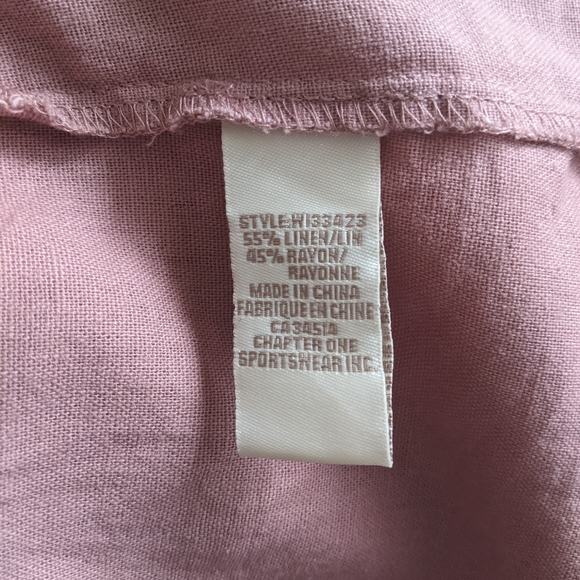 STYLE:W133423
55% LINEN/LIN
45% RAYON/
RAYONNE
MADE IN CHINA
FABRIQUE EN CHINE
CA 34514
CHAPTER ONE
SPORTSWEAR INC.